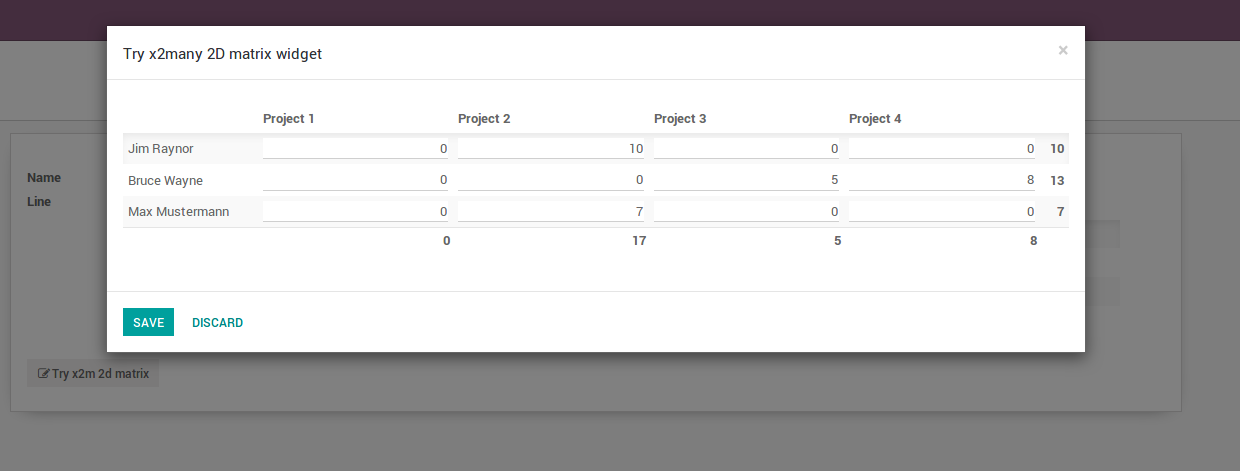 Try x2many 2D matrix widget ×
Project 1 Project 2 Project 3 Project 4
Jim Raynor 0 10 0 0 10
Bruce Wayne 0 0 5 8 13
Max Mustermann 0 7 0 0 7
0 17 5 8
SAVE DISCARD
Name
Line
Try x2m 2d matrix